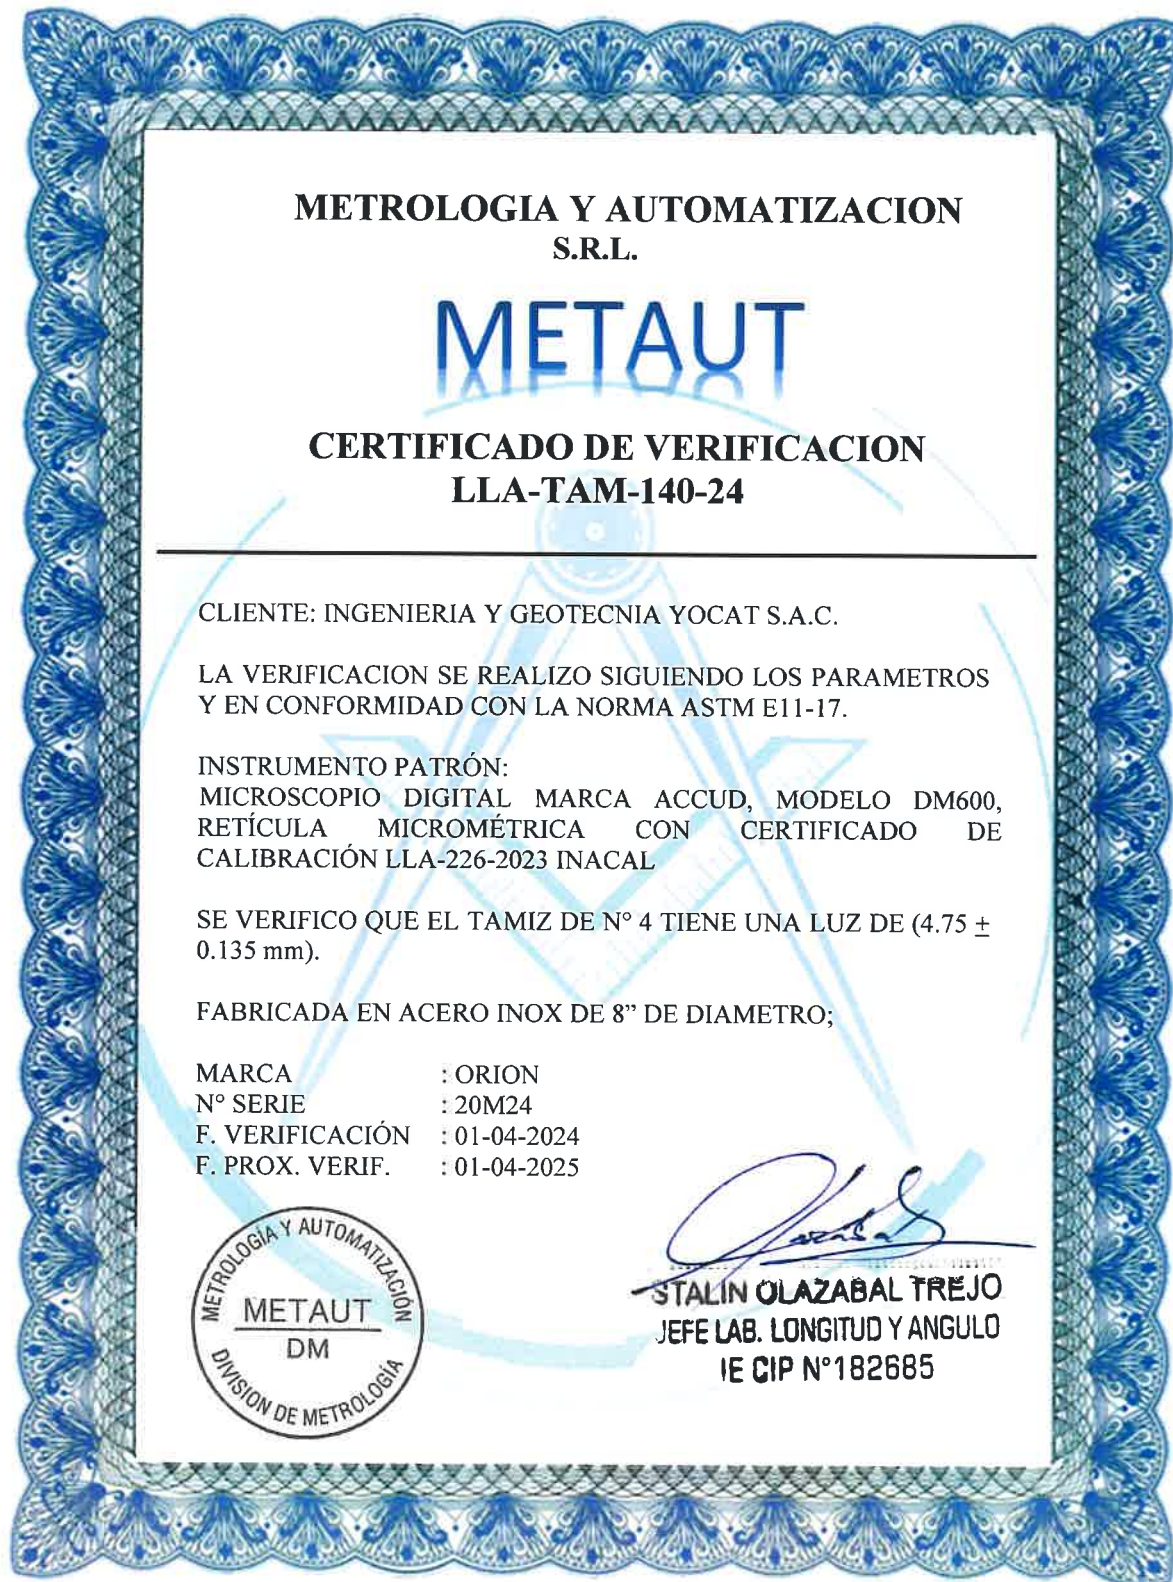 METROLOGIA Y AUTOMATIZACION
S.R.L.
METAUT
CERTIFICADO DE VERIFICACION
LLA-TAM-140-24
CLIENTE: INGENIERIA Y GEOTECNIA YOCAT S.A.C.
LA VERIFICACION SE REALIZO SIGUIENDO LOS PARAMETROS
Y EN CONFORMIDAD CON LA NORMA ASTM E11-17.
INSTRUMENTO PATRÓN:
MICROSCOPIO DIGITAL MARCA ACCUD, MODELO DM600,
RETÍCULA MICROMÉTRICA CON CERTIFICADO DE
CALIBRACIÓN LLA-226-2023 INACAL
SE VERIFICO QUE EL TAMIZ DE N° 4 TIENE UNA LUZ DE (4.75 ±
0.135 mm).
FABRICADA EN ACERO INOX DE 8” DE DIAMETRO;
MARCA : ORION
N° SERIE : 20M24
F. VERIFICACIÓN : 01-04-2024
F. PROX. VERIF. : 01-04-2025
METROLOGÍA Y AUTOMATIZACIÓN
METAUT
DM
DIVISION DE METROLOGÍA
STALIN OLAZABAL TREJO
JEFE LAB. LONGITUD Y ANGULO
IE CIP N°182685